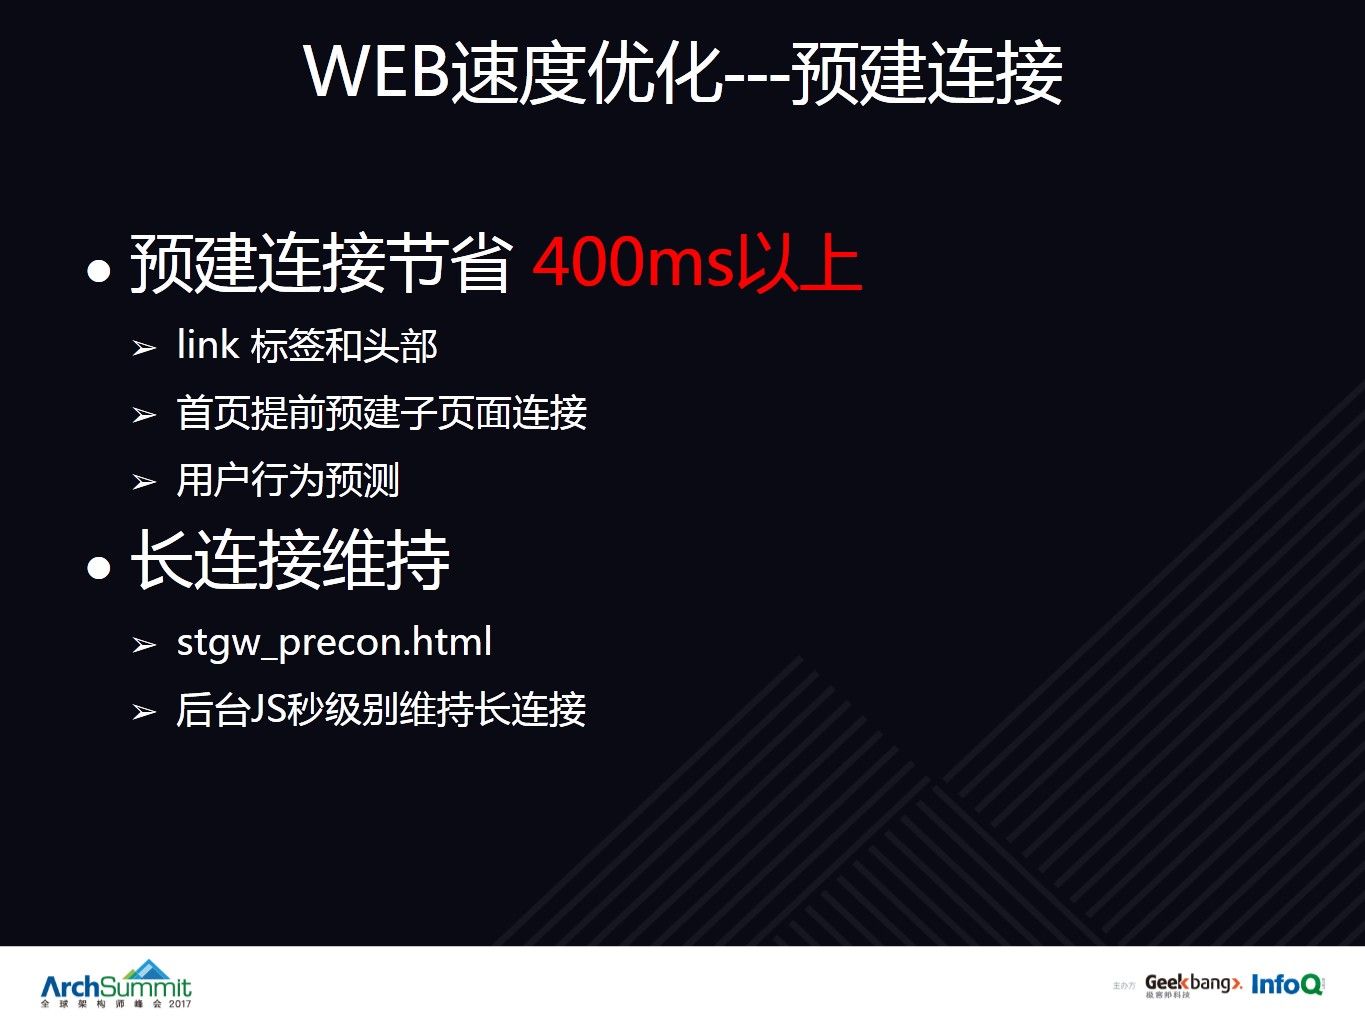 WEB速度优化---预建连接
● 预建连接节省 400ms以上
➢ link 标签和头部
➢ 首页提前预建子页面连接
➢ 用户行为预测
● 长连接维持
➢ stgw_precon.html
➢ 后台JS秒级别维持长连接
ArchSummit
全球架构师峰会 2017
主办方
Geekbang>.
极客邦科技
InfoQ